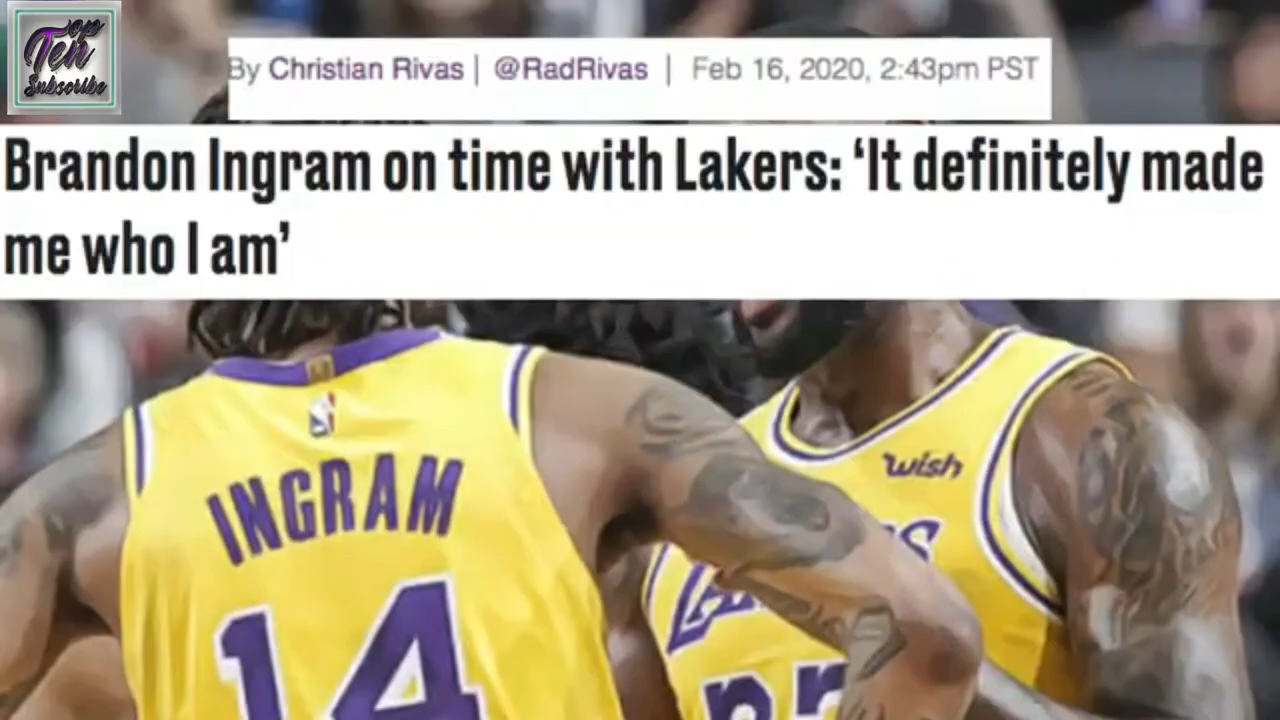 Top
Ten
Subscribe
By Christian Rivas | @RadRivas | Feb 16, 2020, 2:43pm PST
Brandon Ingram on time with Lakers: ‘It definitely made
me who I am’
wish
INGRAM
14